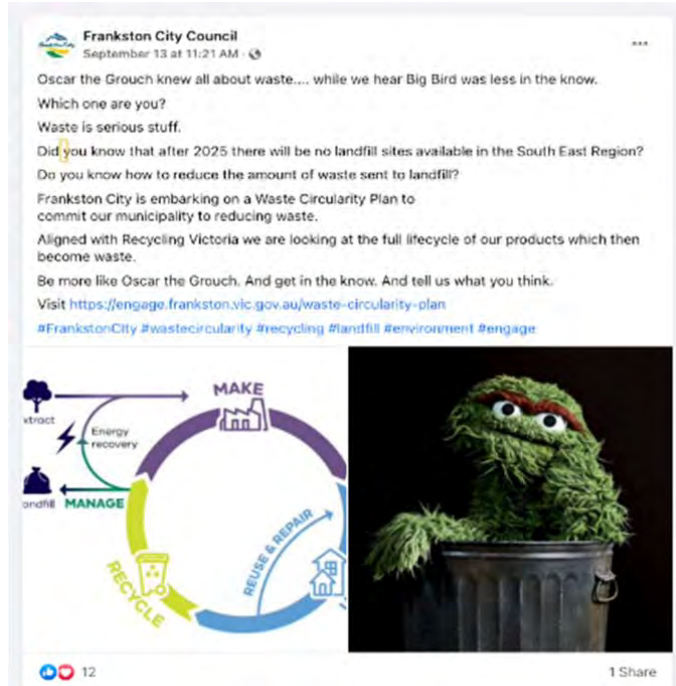 Frankston City Council
September 13 at 11:21 AM ·
Oscar the Grouch knew all about waste.... while we hear Big Bird was less in the know.
Which one are you?
Waste is serious stuff.
Did you know that after 2025 there will be no landfill sites available in the South East Region?
Do you know how to reduce the amount of waste sent to landfill?
Frankston City is embarking on a Waste Circularity Plan to
commit our municipality to reducing waste.
Aligned with Recycling Victoria we are looking at the full lifecycle of our products which then
become waste.
Be more like Oscar the Grouch. And get in the know. And tell us what you think.
Visit https://engage.frankston.vic.gov.au/waste-circularity-plan
#FrankstonCity #wastecircularity #recycling #landfill #environment #engage
MAKE
xtract
Energy
recovery
andfill MANAGE
REUSE & REPAIR
RECYCLE
12
1 Share